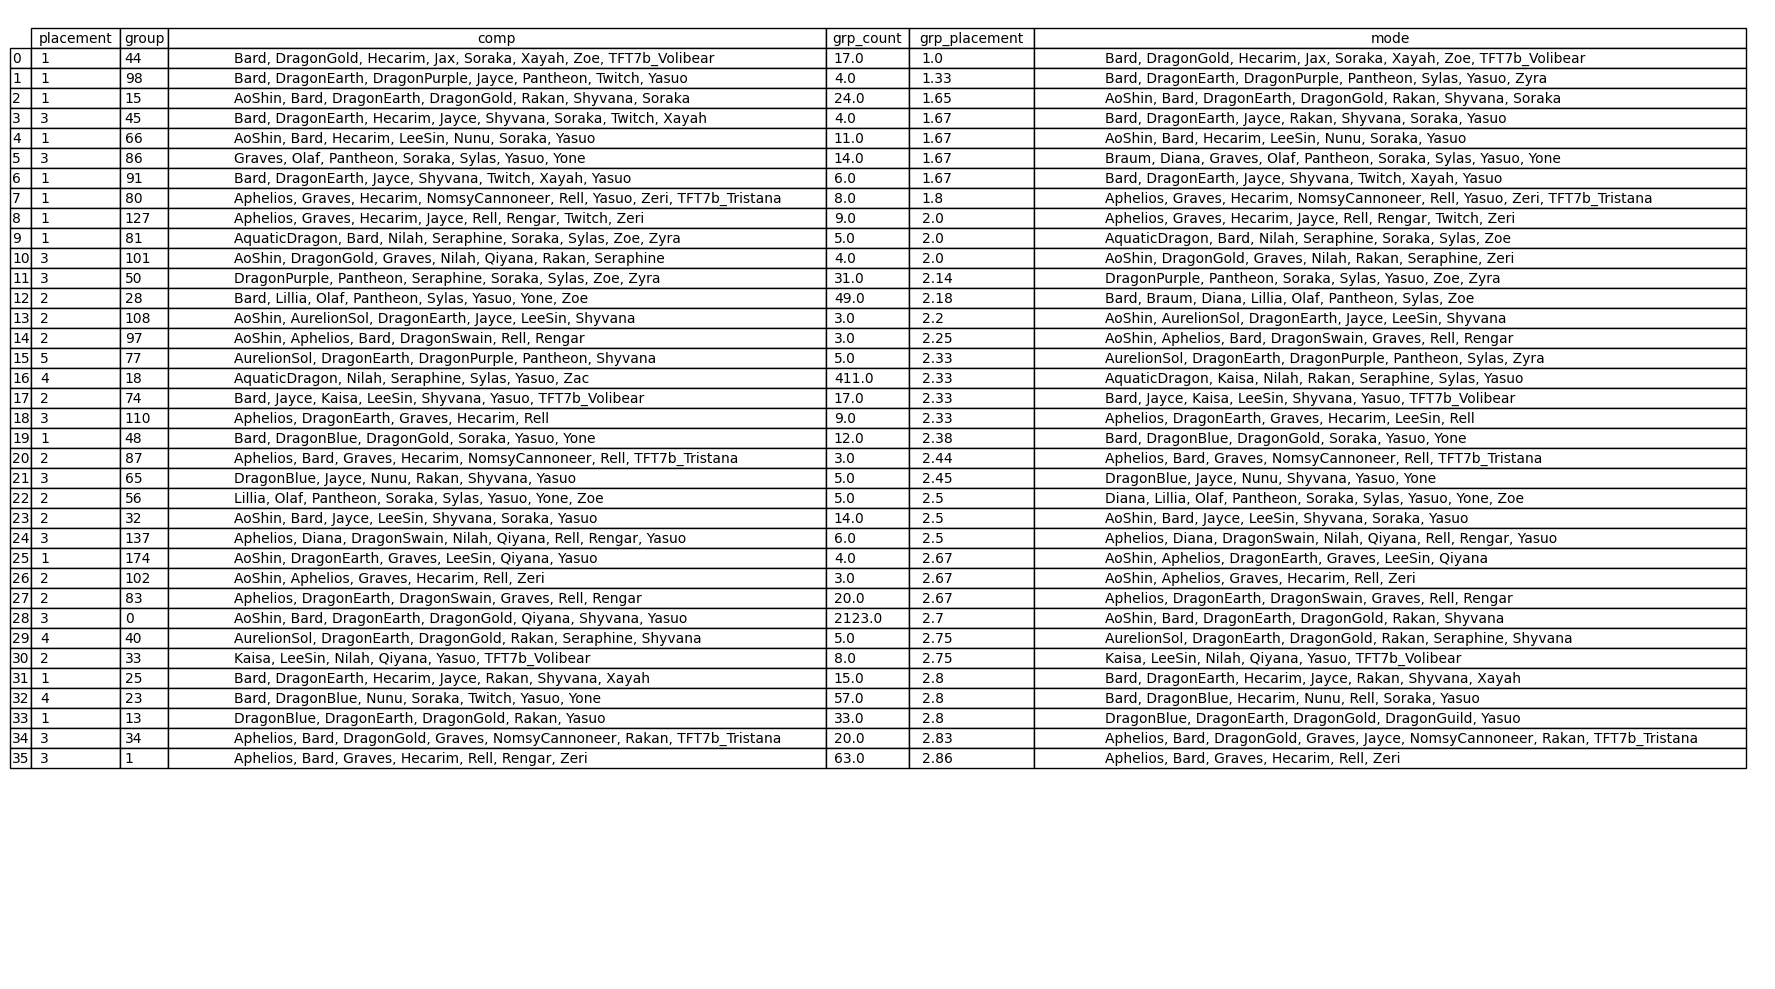 placement group comp grp_count grp_placement mode
0 1 44 Bard, DragonGold, Hecarim, Jax, Soraka, Xayah, Zoe, TFT7b_Volibear 17.0 1.0 Bard, DragonGold, Hecarim, Jax, Soraka, Xayah, Zoe, TFT7b_Volibear
1 1 98 Bard, DragonEarth, DragonPurple, Jayce, Pantheon, Twitch, Yasuo 4.0 1.33 Bard, DragonEarth, DragonPurple, Pantheon, Sylas, Yasuo, Zyra
2 1 15 AoShin, Bard, DragonEarth, DragonGold, Rakan, Shyvana, Soraka 24.0 1.65 AoShin, Bard, DragonEarth, DragonGold, Rakan, Shyvana, Soraka
3 3 45 Bard, DragonEarth, Hecarim, Jayce, Shyvana, Soraka, Twitch, Xayah 4.0 1.67 Bard, DragonEarth, Jayce, Rakan, Shyvana, Soraka, Yasuo
4 1 66 AoShin, Bard, Hecarim, LeeSin, Nunu, Soraka, Yasuo 11.0 1.67 AoShin, Bard, Hecarim, LeeSin, Nunu, Soraka, Yasuo
5 3 86 Graves, Olaf, Pantheon, Soraka, Sylas, Yasuo, Yone 14.0 1.67 Braum, Diana, Graves, Olaf, Pantheon, Soraka, Sylas, Yasuo, Yone
6 1 91 Bard, DragonEarth, Jayce, Shyvana, Twitch, Xayah, Yasuo 6.0 1.67 Bard, DragonEarth, Jayce, Shyvana, Twitch, Xayah, Yasuo
7 1 80 Aphelios, Graves, Hecarim, NomsyCannoneer, Rell, Yasuo, Zeri, TFT7b_Tristana 8.0 1.8 Aphelios, Graves, Hecarim, NomsyCannoneer, Rell, Yasuo, Zeri, TFT7b_Tristana
8 1 127 Aphelios, Graves, Hecarim, Jayce, Rell, Rengar, Twitch, Zeri 9.0 2.0 Aphelios, Graves, Hecarim, Jayce, Rell, Rengar, Twitch, Zeri
9 1 81 AquaticDragon, Bard, Nilah, Seraphine, Soraka, Sylas, Zoe, Zyra 5.0 2.0 AquaticDragon, Bard, Nilah, Seraphine, Soraka, Sylas, Zoe
10 3 101 AoShin, DragonGold, Graves, Nilah, Qiyana, Rakan, Seraphine 4.0 2.0 AoShin, DragonGold, Graves, Nilah, Rakan, Seraphine, Zeri
11 3 50 DragonPurple, Pantheon, Seraphine, Soraka, Sylas, Zoe, Zyra 31.0 2.14 DragonPurple, Pantheon, Soraka, Sylas, Yasuo, Zoe, Zyra
12 2 28 Bard, Lillia, Olaf, Pantheon, Sylas, Yasuo, Yone, Zoe 49.0 2.18 Bard, Braum, Diana, Lillia, Olaf, Pantheon, Sylas, Zoe
13 2 108 AoShin, AurelionSol, DragonEarth, Jayce, LeeSin, Shyvana 3.0 2.2 AoShin, AurelionSol, DragonEarth, Jayce, LeeSin, Shyvana
14 2 97 AoShin, Aphelios, Bard, DragonSwain, Rell, Rengar 3.0 2.25 AoShin, Aphelios, Bard, DragonSwain, Graves, Rell, Rengar
15 5 77 AurelionSol, DragonEarth, DragonPurple, Pantheon, Shyvana 5.0 2.33 AurelionSol, DragonEarth, DragonPurple, Pantheon, Sylas, Zyra
16 4 18 AquaticDragon, Nilah, Seraphine, Sylas, Yasuo, Zac 411.0 2.33 AquaticDragon, Kaisa, Nilah, Rakan, Seraphine, Sylas, Yasuo
17 2 74 Bard, Jayce, Kaisa, LeeSin, Shyvana, Yasuo, TFT7b_Volibear 17.0 2.33 Bard, Jayce, Kaisa, LeeSin, Shyvana, Yasuo, TFT7b_Volibear
18 3 110 Aphelios, DragonEarth, Graves, Hecarim, Rell 9.0 2.33 Aphelios, DragonEarth, Graves, Hecarim, LeeSin, Rell
19 1 48 Bard, DragonBlue, DragonGold, Soraka, Yasuo, Yone 12.0 2.38 Bard, DragonBlue, DragonGold, Soraka, Yasuo, Yone
20 2 87 Aphelios, Bard, Graves, Hecarim, NomsyCannoneer, Rell, TFT7b_Tristana 3.0 2.44 Aphelios, Bard, Graves, NomsyCannoneer, Rell, TFT7b_Tristana
21 3 65 DragonBlue, Jayce, Nunu, Rakan, Shyvana, Yasuo 5.0 2.45 DragonBlue, Jayce, Nunu, Shyvana, Yasuo, Yone
22 2 56 Lillia, Olaf, Pantheon, Soraka, Sylas, Yasuo, Yone, Zoe 5.0 2.5 Diana, Lillia, Olaf, Pantheon, Soraka, Sylas, Yasuo, Yone, Zoe
23 2 32 AoShin, Bard, Jayce, LeeSin, Shyvana, Soraka, Yasuo 14.0 2.5 AoShin, Bard, Jayce, LeeSin, Shyvana, Soraka, Yasuo
24 3 137 Aphelios, Diana, DragonSwain, Nilah, Qiyana, Rell, Rengar, Yasuo 6.0 2.5 Aphelios, Diana, DragonSwain, Nilah, Qiyana, Rell, Rengar, Yasuo
25 1 174 AoShin, DragonEarth, Graves, LeeSin, Qiyana, Yasuo 4.0 2.67 AoShin, Aphelios, DragonEarth, Graves, LeeSin, Qiyana
26 2 102 AoShin, Aphelios, Graves, Hecarim, Rell, Zeri 3.0 2.67 AoShin, Aphelios, Graves, Hecarim, Rell, Zeri
27 2 83 Aphelios, DragonEarth, DragonSwain, Graves, Rell, Rengar 20.0 2.67 Aphelios, DragonEarth, DragonSwain, Graves, Rell, Rengar
28 3 0 AoShin, Bard, DragonEarth, DragonGold, Qiyana, Shyvana, Yasuo 2123.0 2.7 AoShin, Bard, DragonEarth, DragonGold, Rakan, Shyvana
29 4 40 AurelionSol, DragonEarth, DragonGold, Rakan, Seraphine, Shyvana 5.0 2.75 AurelionSol, DragonEarth, DragonGold, Rakan, Seraphine, Shyvana
30 2 33 Kaisa, LeeSin, Nilah, Qiyana, Yasuo, TFT7b_Volibear 8.0 2.75 Kaisa, LeeSin, Nilah, Qiyana, Yasuo, TFT7b_Volibear
31 1 25 Bard, DragonEarth, Hecarim, Jayce, Rakan, Shyvana, Xayah 15.0 2.8 Bard, DragonEarth, Hecarim, Jayce, Rakan, Shyvana, Xayah
32 4 23 Bard, DragonBlue, Nunu, Soraka, Twitch, Yasuo, Yone 57.0 2.8 Bard, DragonBlue, Hecarim, Nunu, Rell, Soraka, Yasuo
33 1 13 DragonBlue, DragonEarth, DragonGold, Rakan, Yasuo 33.0 2.8 DragonBlue, DragonEarth, DragonGold, DragonGuild, Yasuo
34 3 34 Aphelios, Bard, DragonGold, Graves, NomsyCannoneer, Rakan, TFT7b_Tristana 20.0 2.83 Aphelios, Bard, DragonGold, Graves, Jayce, NomsyCannoneer, Rakan, TFT7b_Tristana
35 3 1 Aphelios, Bard, Graves, Hecarim, Rell, Rengar, Zeri 63.0 2.86 Aphelios, Bard, Graves, Hecarim, Rell, Zeri